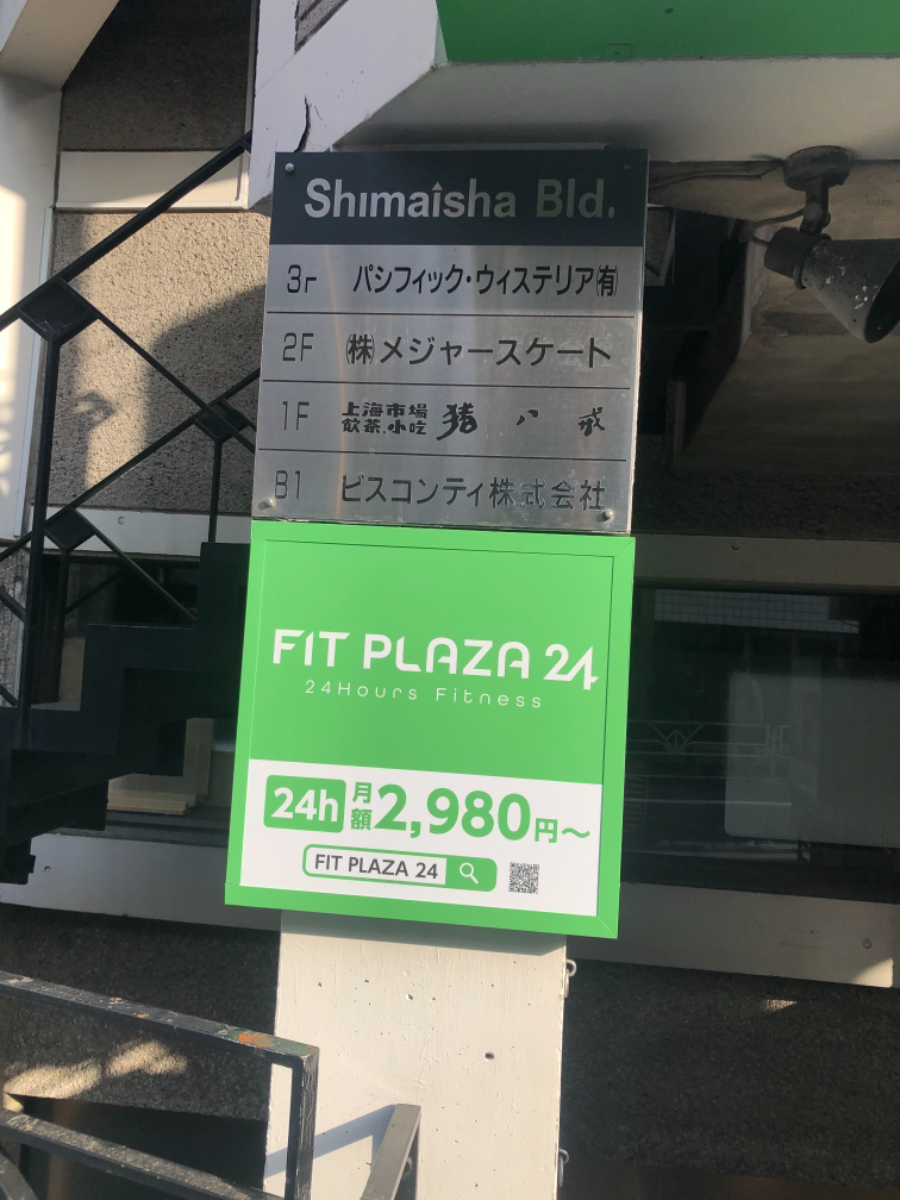 Shimaisha Bld.
3F パシフィック・ウィステリア㈲
2F ㈱メジャースケート
1F 上海市場 飲茶.小吃 猪八戒
B1 ビスコンティ株式会社
FIT PLAZA 24
24Hours Fitness
24h 月額2,980円～
FIT PLAZA 24